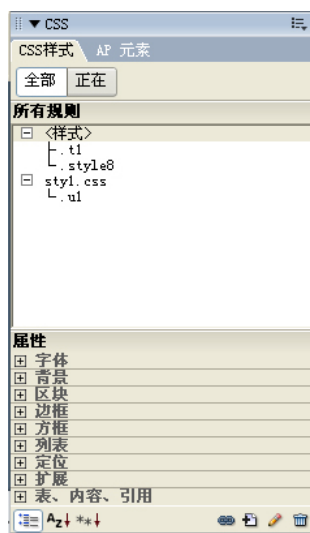 CSS
CSS样式 AP 元素
全部 正在
所有规则
<样式>
.t1
.style8
styl.css
.u1
属性
字体
背景
区块
边框
方框
列表
定位
扩展
表、内容、引用
Az↓ **↓